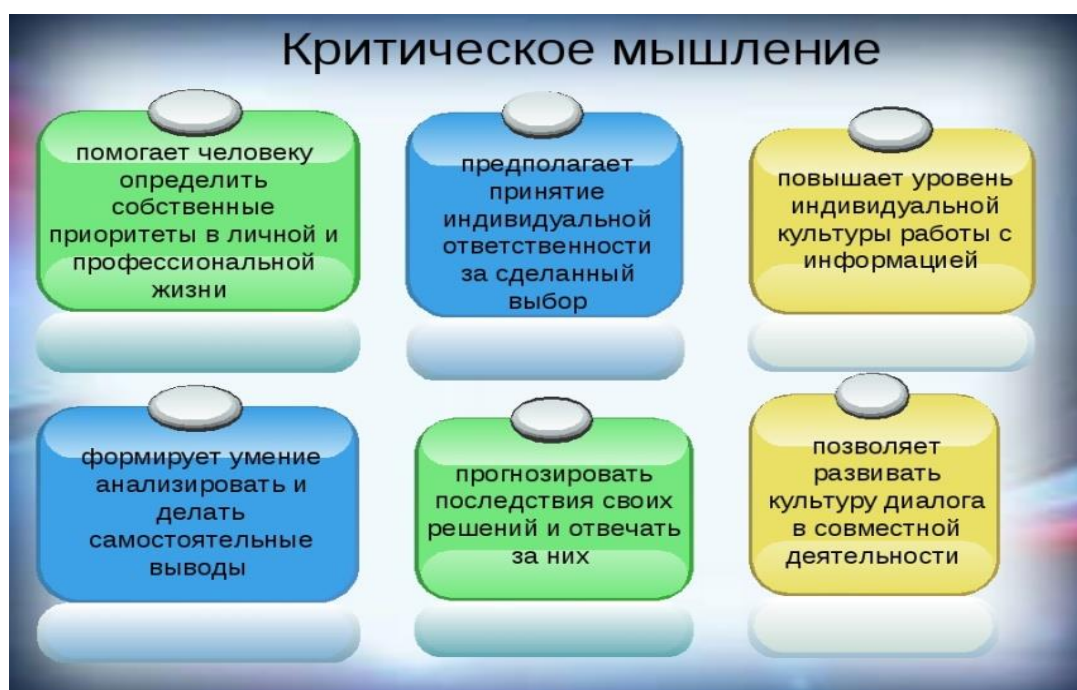 Критическое мышление
помогает человеку
определить
собственные
приоритеты в личной и
профессиональной
жизни
предполагает
принятие
индивидуальной
ответственности
за сделанный
выбор
повышает уровень
индивидуальной
культуры работы с
информацией
формирует умение
анализировать и
делать
самостоятельные
выводы
прогнозировать
последствия своих
решений и отвечать
за них
позволяет
развивать
культуру диалога
в совместной
деятельности